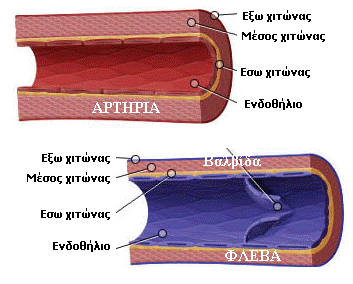 Εξω χιτώνας
Μέσος χιτώνας
Εσω χιτώνας
Ενδοθήλιο
ΑΡΤΗΡΙΑ
Εξω χιτώνας
Μέσος χιτώνας
Εσω χιτώνας
Ενδοθήλιο
Βαλβίδα
ΦΛΕΒΑ